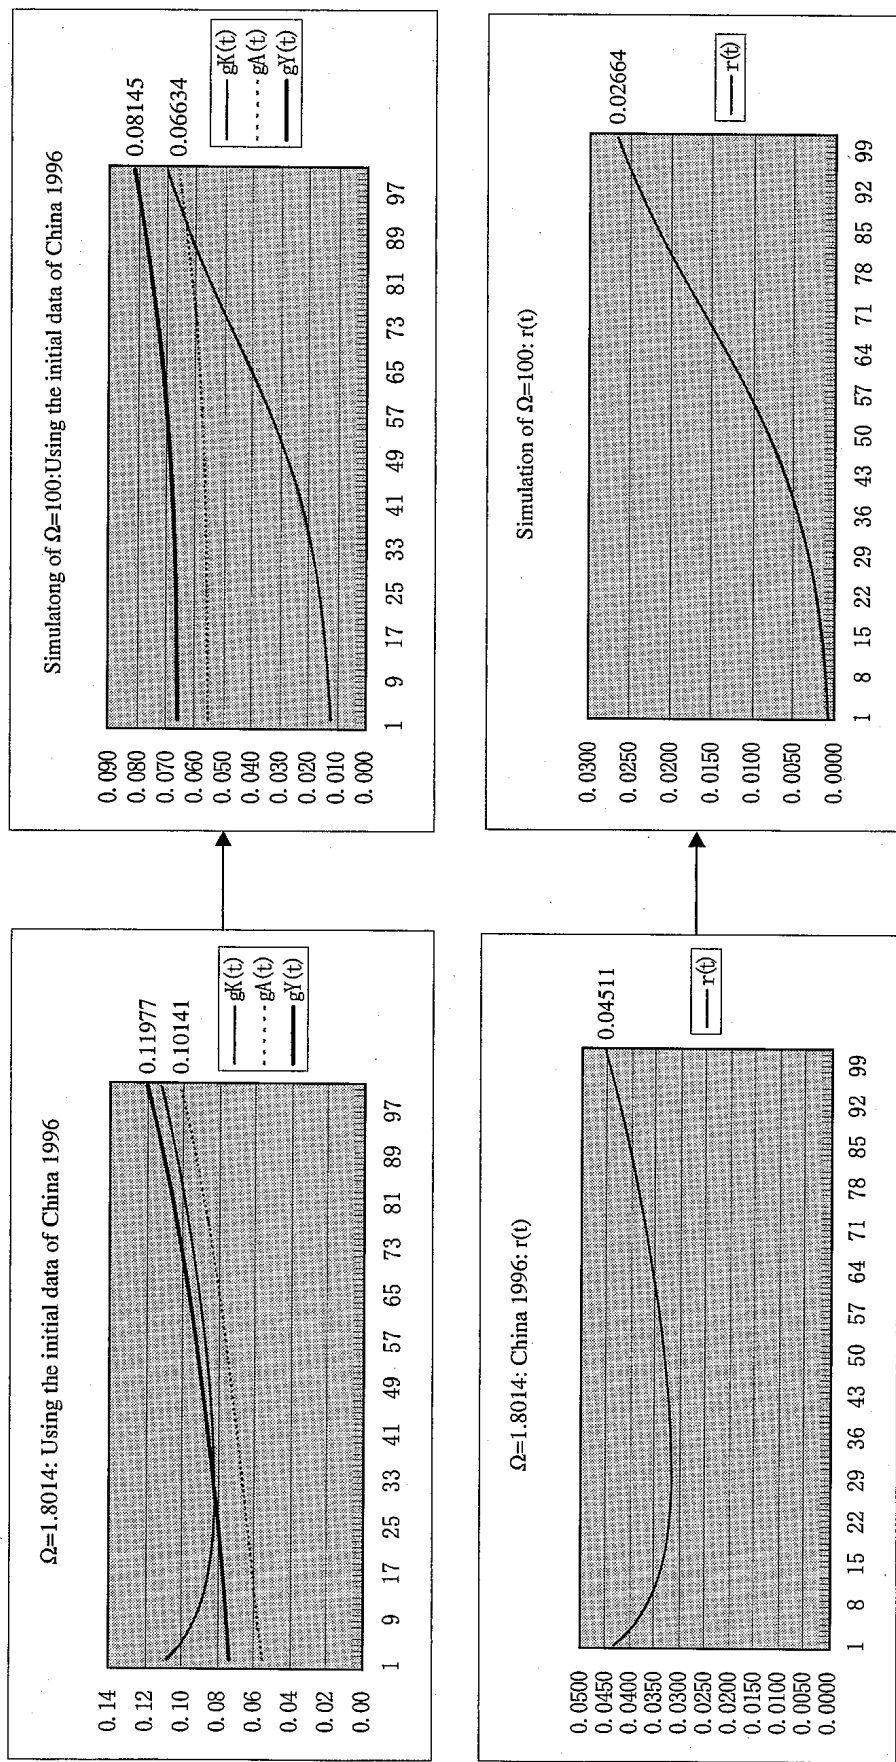 Ω=1.8014: Using the initial data of China 1996
0.14
0.12
0.10
0.08
0.06
0.04
0.02
0.00
1 9 17 25 33 41 49 57 65 73 81 89 97
0.11977
0.10141
gK(t)
gA(t)
gY(t)
Simulatong of Ω=100:Using the initial data of China 1996
0.090
0.080
0.070
0.060
0.050
0.040
0.030
0.020
0.010
0.000
1 9 17 25 33 41 49 57 65 73 81 89 97
0.08145
0.06634
gK(t)
gA(t)
gY(t)
Ω=1.8014: China 1996: r(t)
0.0500
0.0450
0.0400
0.0350
0.0300
0.0250
0.0200
0.0150
0.0100
0.0050
0.0000
1 8 15 22 29 36 43 50 57 64 71 78 85 92 99
0.04511
r(t)
Simulation of Ω=100: r(t)
0.0300
0.0250
0.0200
0.0150
0.0100
0.0050
0.0000
1 8 15 22 29 36 43 50 57 64 71 78 85 92 99
0.02664
r(t)